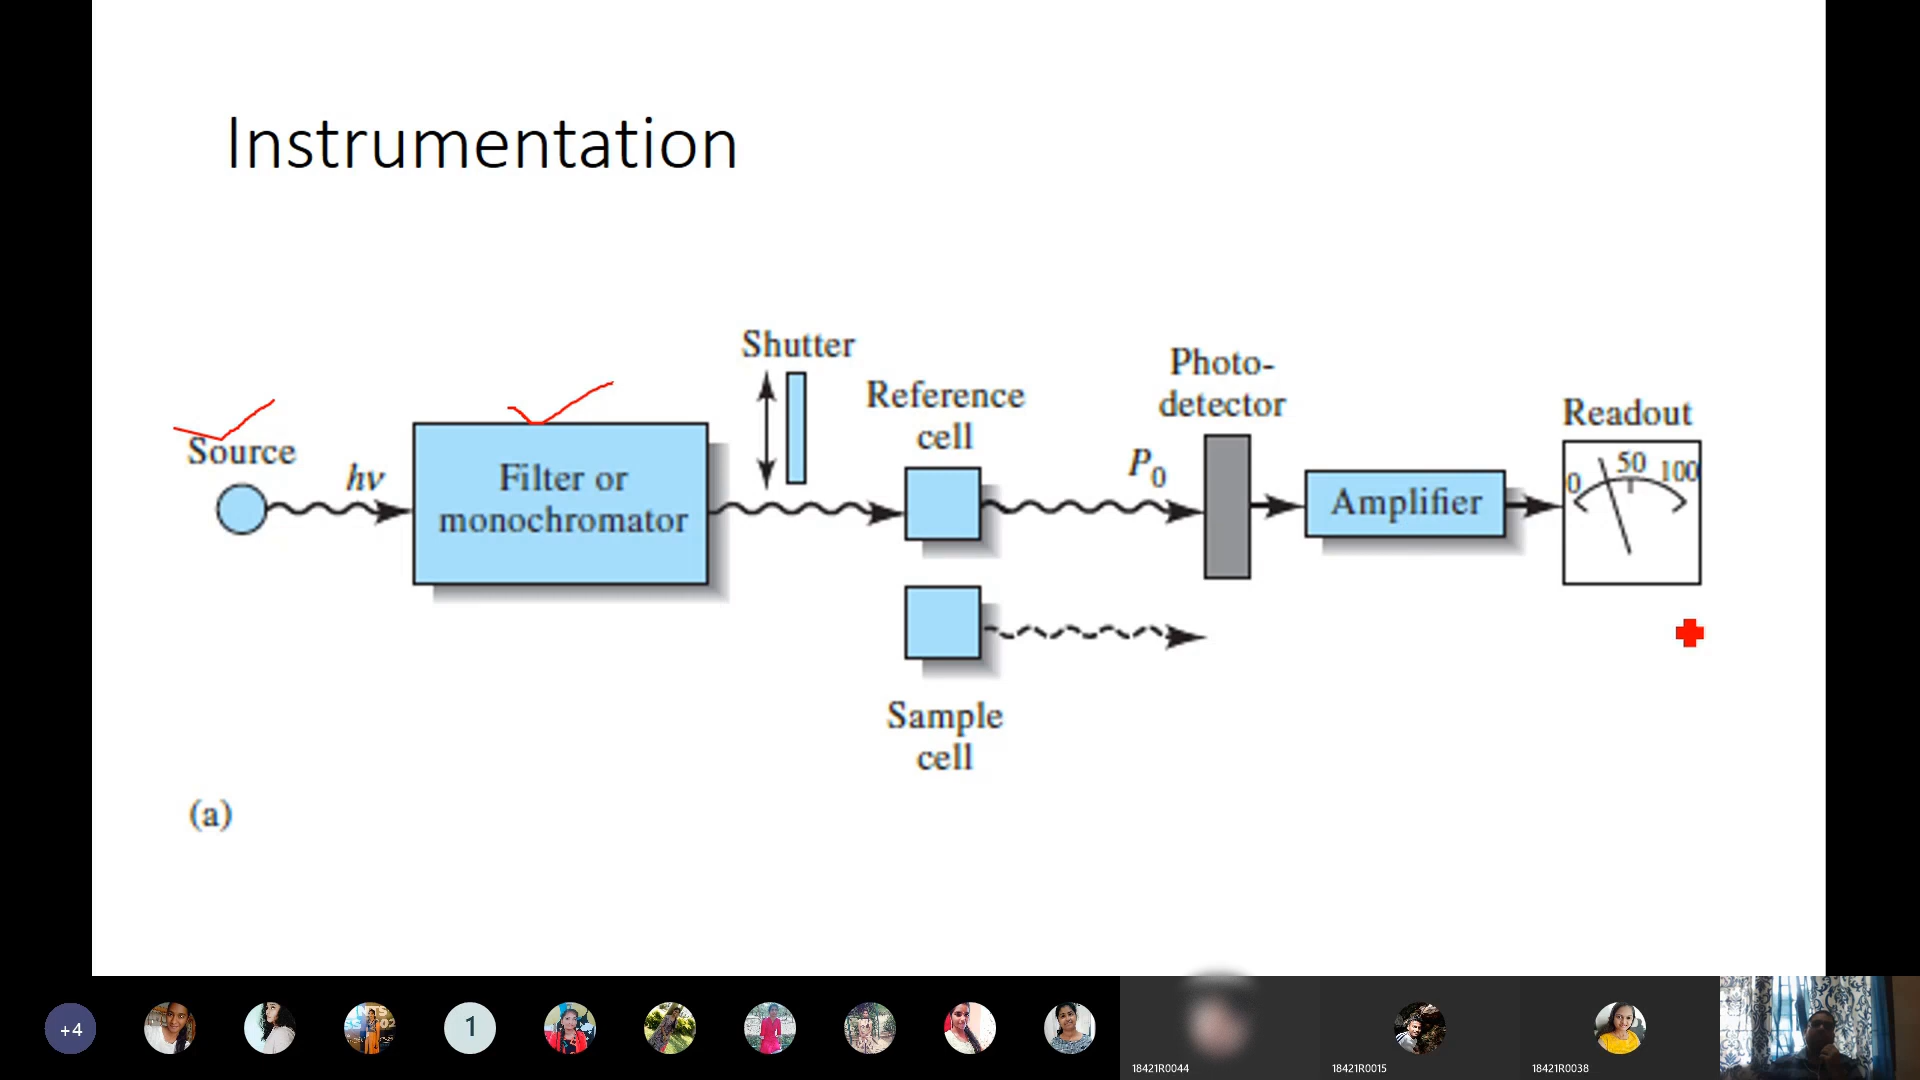 Instrumentation
Shutter
Reference
cell
Photo-
detector
Readout
Source
hν
Filter or
monochromator
P0
Amplifier
0 50 100
Sample
cell
(a)
+4
1
18421R0044
18421R0015
18421R0038